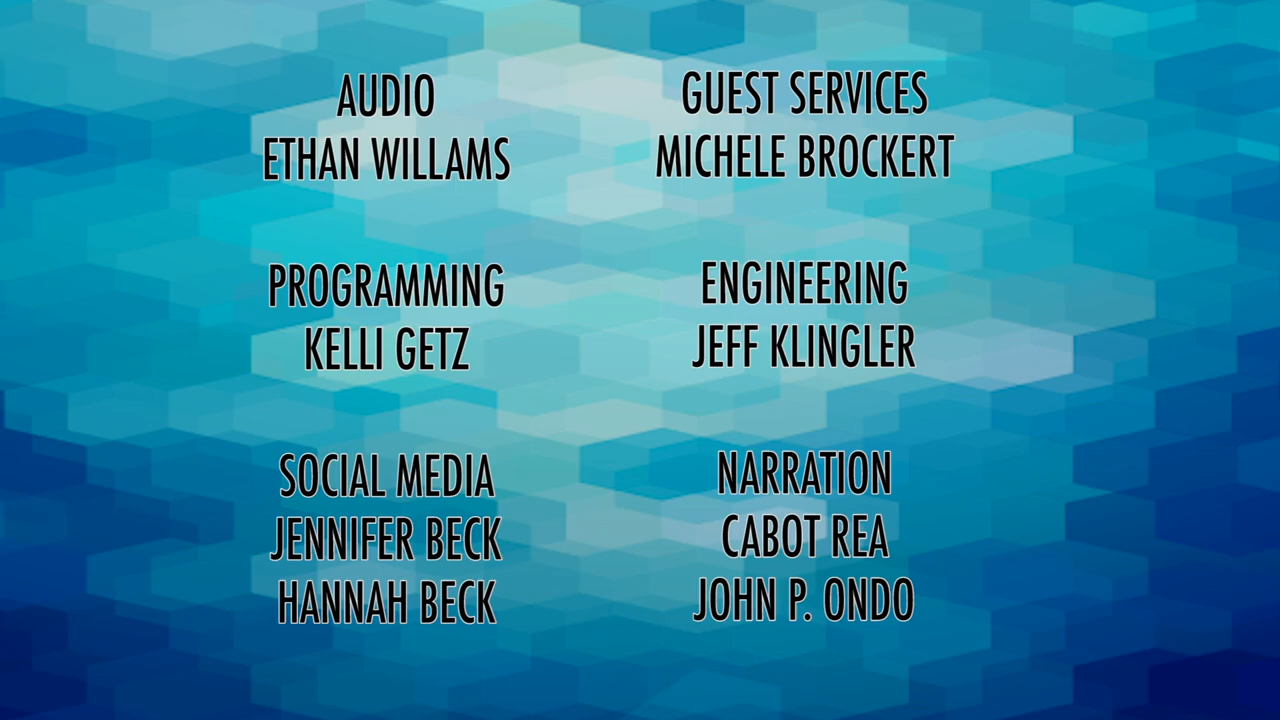 AUDIO
ETHAN WILLAMS
PROGRAMMING
KELLI GETZ
SOCIAL MEDIA
JENNIFER BECK
HANNAH BECK
GUEST SERVICES
MICHELE BROCKERT
ENGINEERING
JEFF KLINGLER
NARRATION
CABOT REA
JOHN P. ONDO